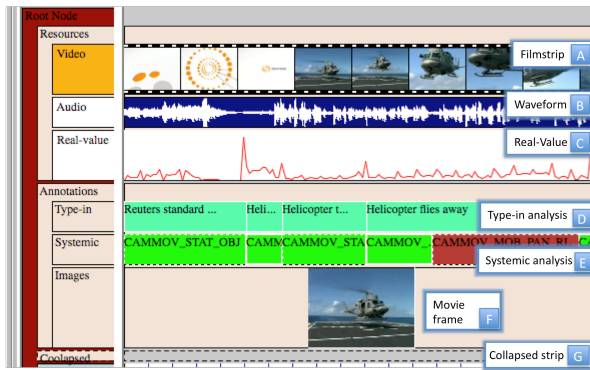 Root Node
Resources
Video
Filmstrip A
Audio
Waveform B
Real-value
Real-Value C
Annotations
Type-in
Reuters standard ... Heli... Helicopter t... Helicopter flies away
Type-in analysis D
Systemic
CAMMOV_STAT_OBJ CAMM CAMMOV_STA CAMMOV_. CAMMOV_MOB_PAN_RI
Systemic analysis E
Images
Movie
frame F
Coolapsed
Collapsed strip G